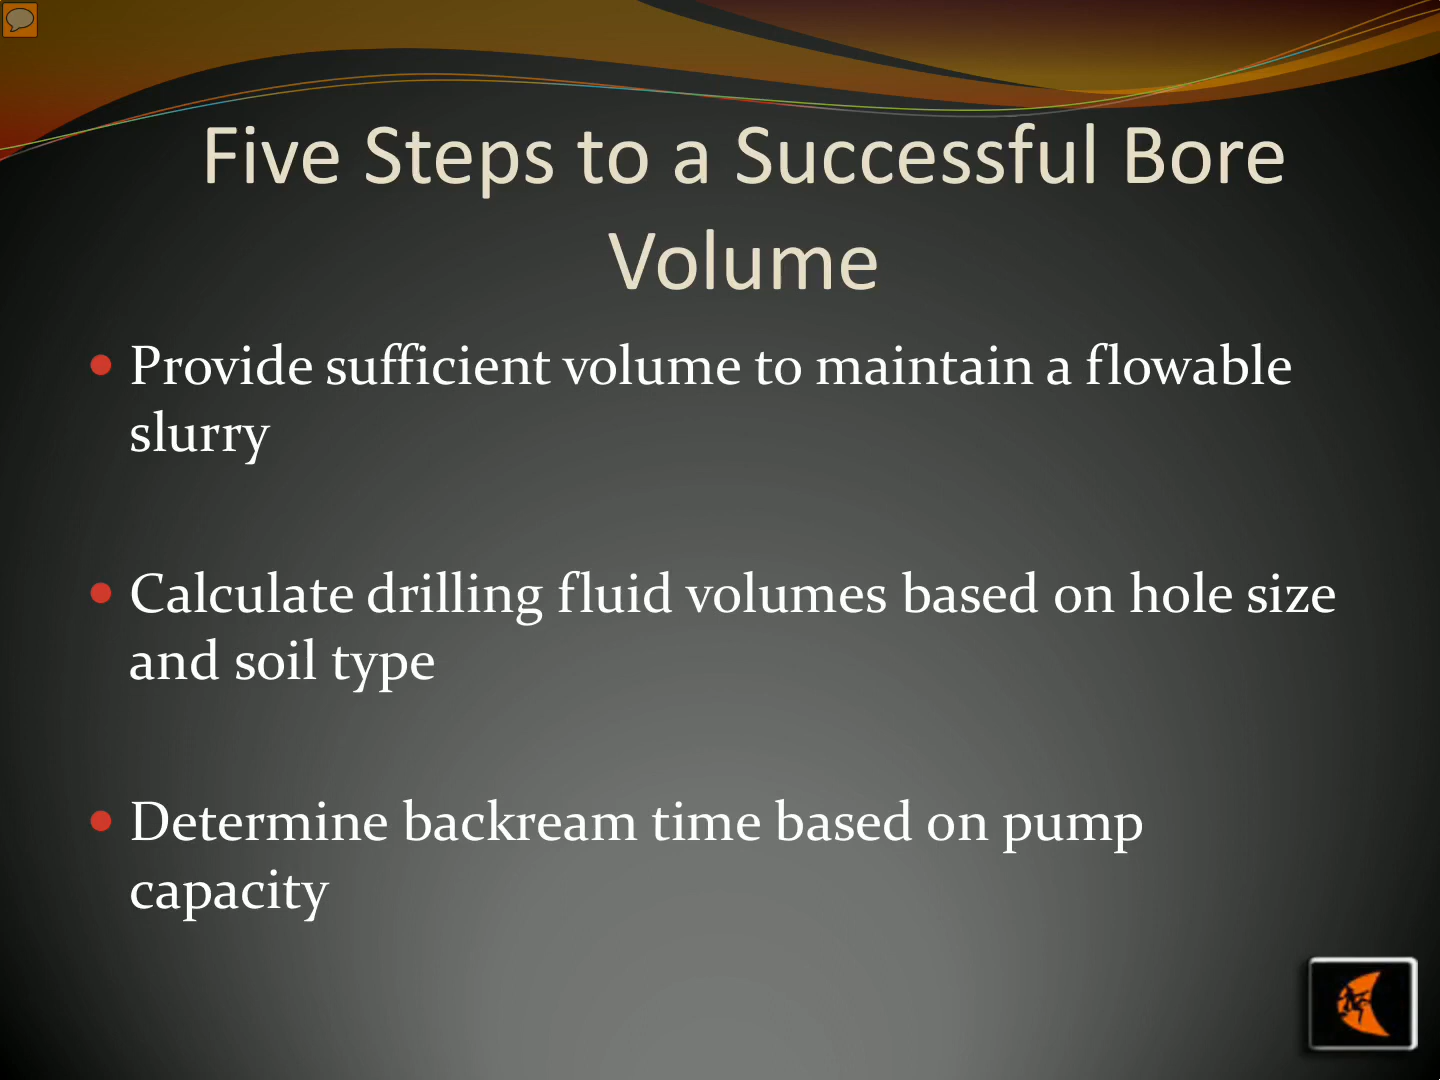 Five Steps to a Successful Bore
Volume
Provide sufficient volume to maintain a flowable
slurry
Calculate drilling fluid volumes based on hole size
and soil type
Determine backream time based on pump
capacity